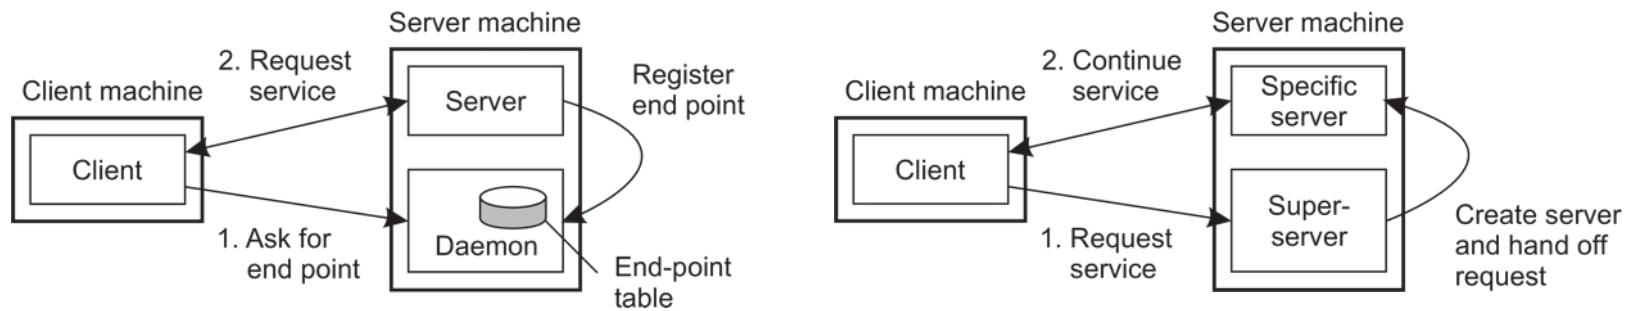 Server machine
2. Request
service
Register
end point
Client machine
Server
Client
1. Ask for
end point
Daemon
End-point
table
Server machine
2. Continue
service
Client machine
Specific
server
Client
Super-
server
1. Request
service
Create server
and hand off
request